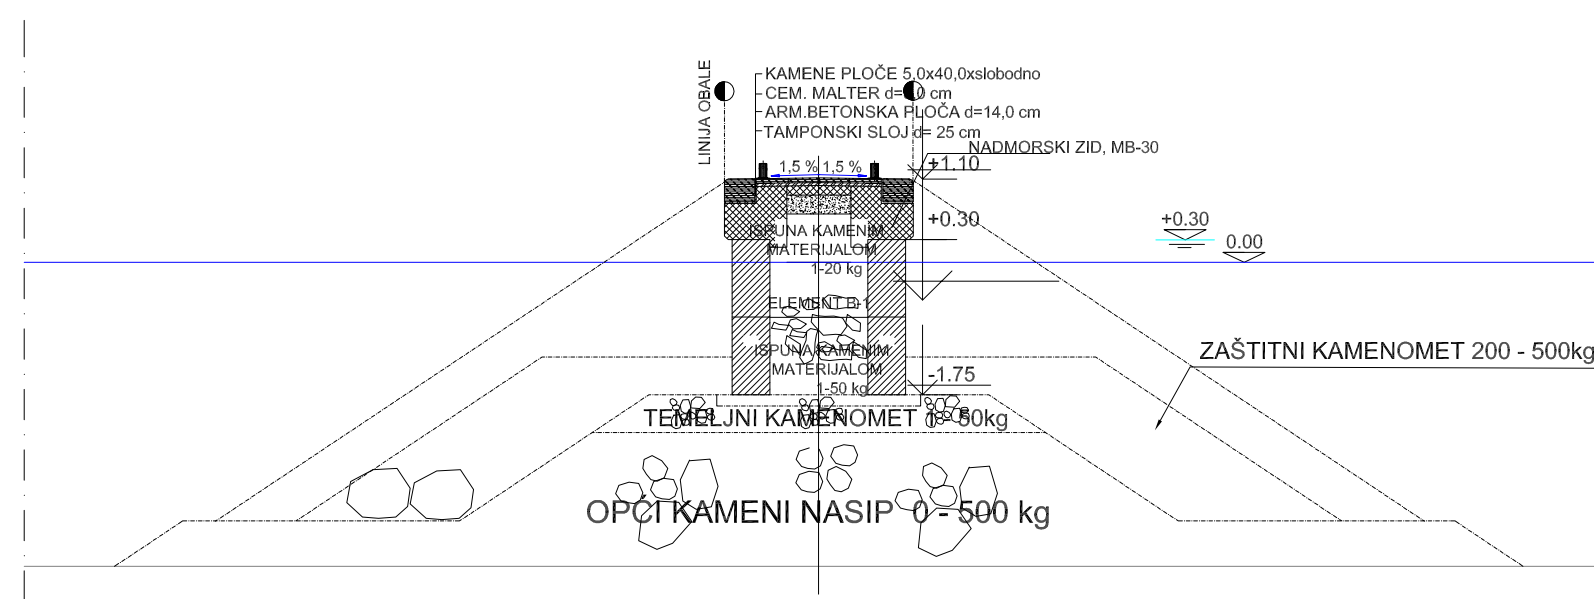 LINIJA OBALE
KAMENE PLOČE 5,0x40,0xslobodno
CEM. MALTER d= 0 cm
ARM.BETONSKA PLOČA d=14,0 cm
TAMPONSKI SLOJ d= 25 cm
NADMORSKI ZID, MB-30
1,5 % 1,5 %
+1.10
+0.30
+0.30
0.00
ISPUNA KAMENIM
MATERIJALOM
1-20 kg
ELEMENT B-1
ISPUNA KAMENIM
MATERIJALOM
1-50 kg
-1.75
ZAŠTITNI KAMENOMET 200 - 500kg
TEMELJNI KAMENOMET 1 - 50kg
OPĆI KAMENI NASIP 0 - 500 kg